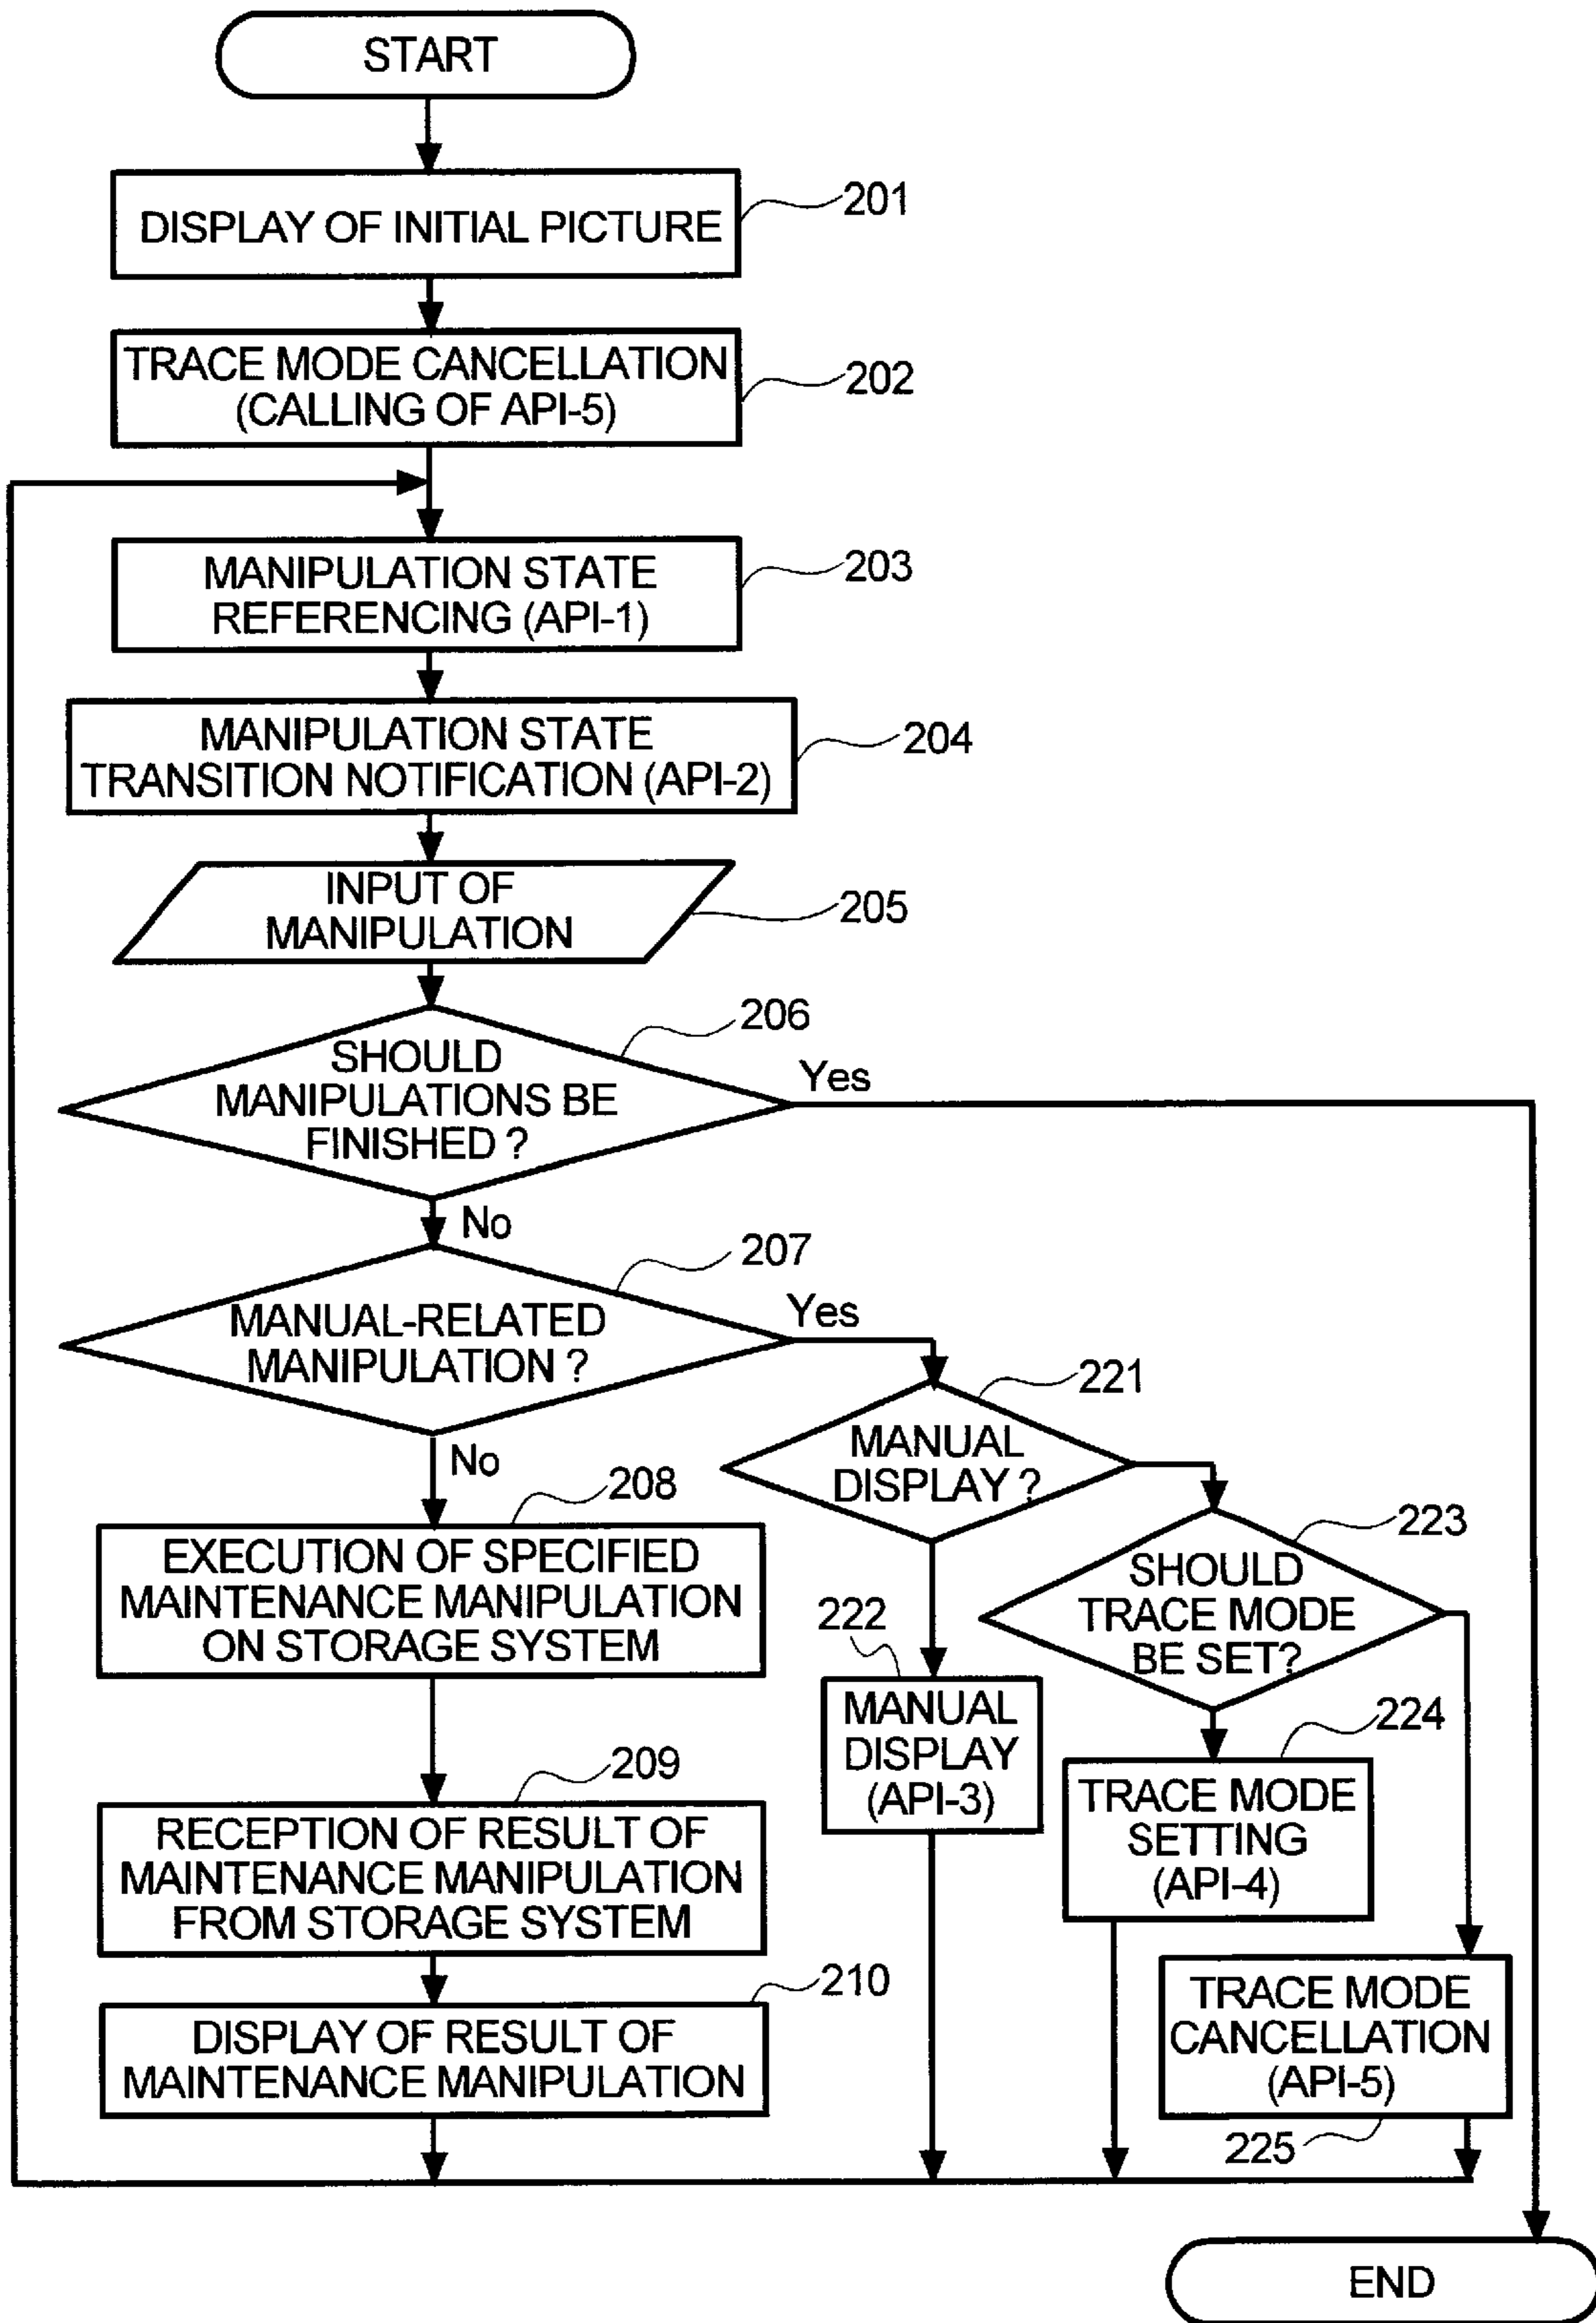 START
DISPLAY OF INITIAL PICTURE
201
TRACE MODE CANCELLATION
(CALLING OF API-5)
202
MANIPULATION STATE
REFERENCING (API-1)
203
MANIPULATION STATE
TRANSITION NOTIFICATION (API-2)
204
INPUT OF
MANIPULATION
205
206
SHOULD
MANIPULATIONS BE
FINISHED ?
Yes
No
207
MANUAL-RELATED
MANIPULATION ?
Yes
No
221
MANUAL
DISPLAY ?
208
EXECUTION OF SPECIFIED
MAINTENANCE MANIPULATION
ON STORAGE SYSTEM
223
SHOULD
TRACE MODE
BE SET?
222
MANUAL
DISPLAY
(API-3)
224
TRACE MODE
SETTING
(API-4)
209
RECEPTION OF RESULT OF
MAINTENANCE MANIPULATION
FROM STORAGE SYSTEM
210
DISPLAY OF RESULT OF
MAINTENANCE MANIPULATION
TRACE MODE
CANCELLATION
(API-5)
225
END